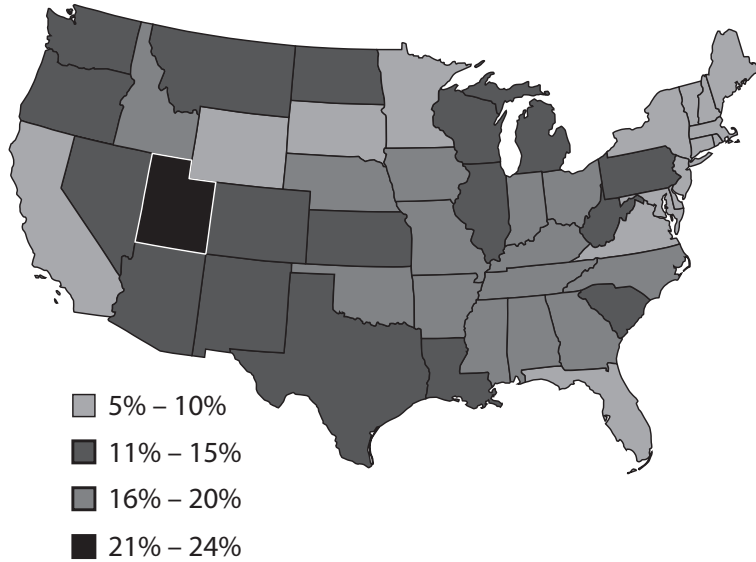 5% – 10%
11% – 15%
16% – 20%
21% – 24%